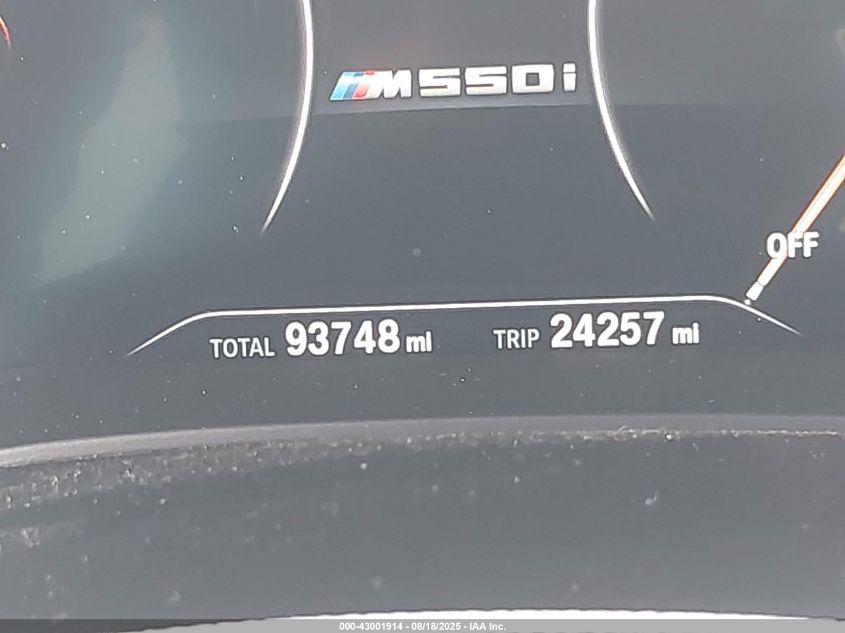 M550i
OFF
TOTAL 93748 mi TRIP 24257 mi
000-43001914 - 08/18/2025 - IAA Inc.